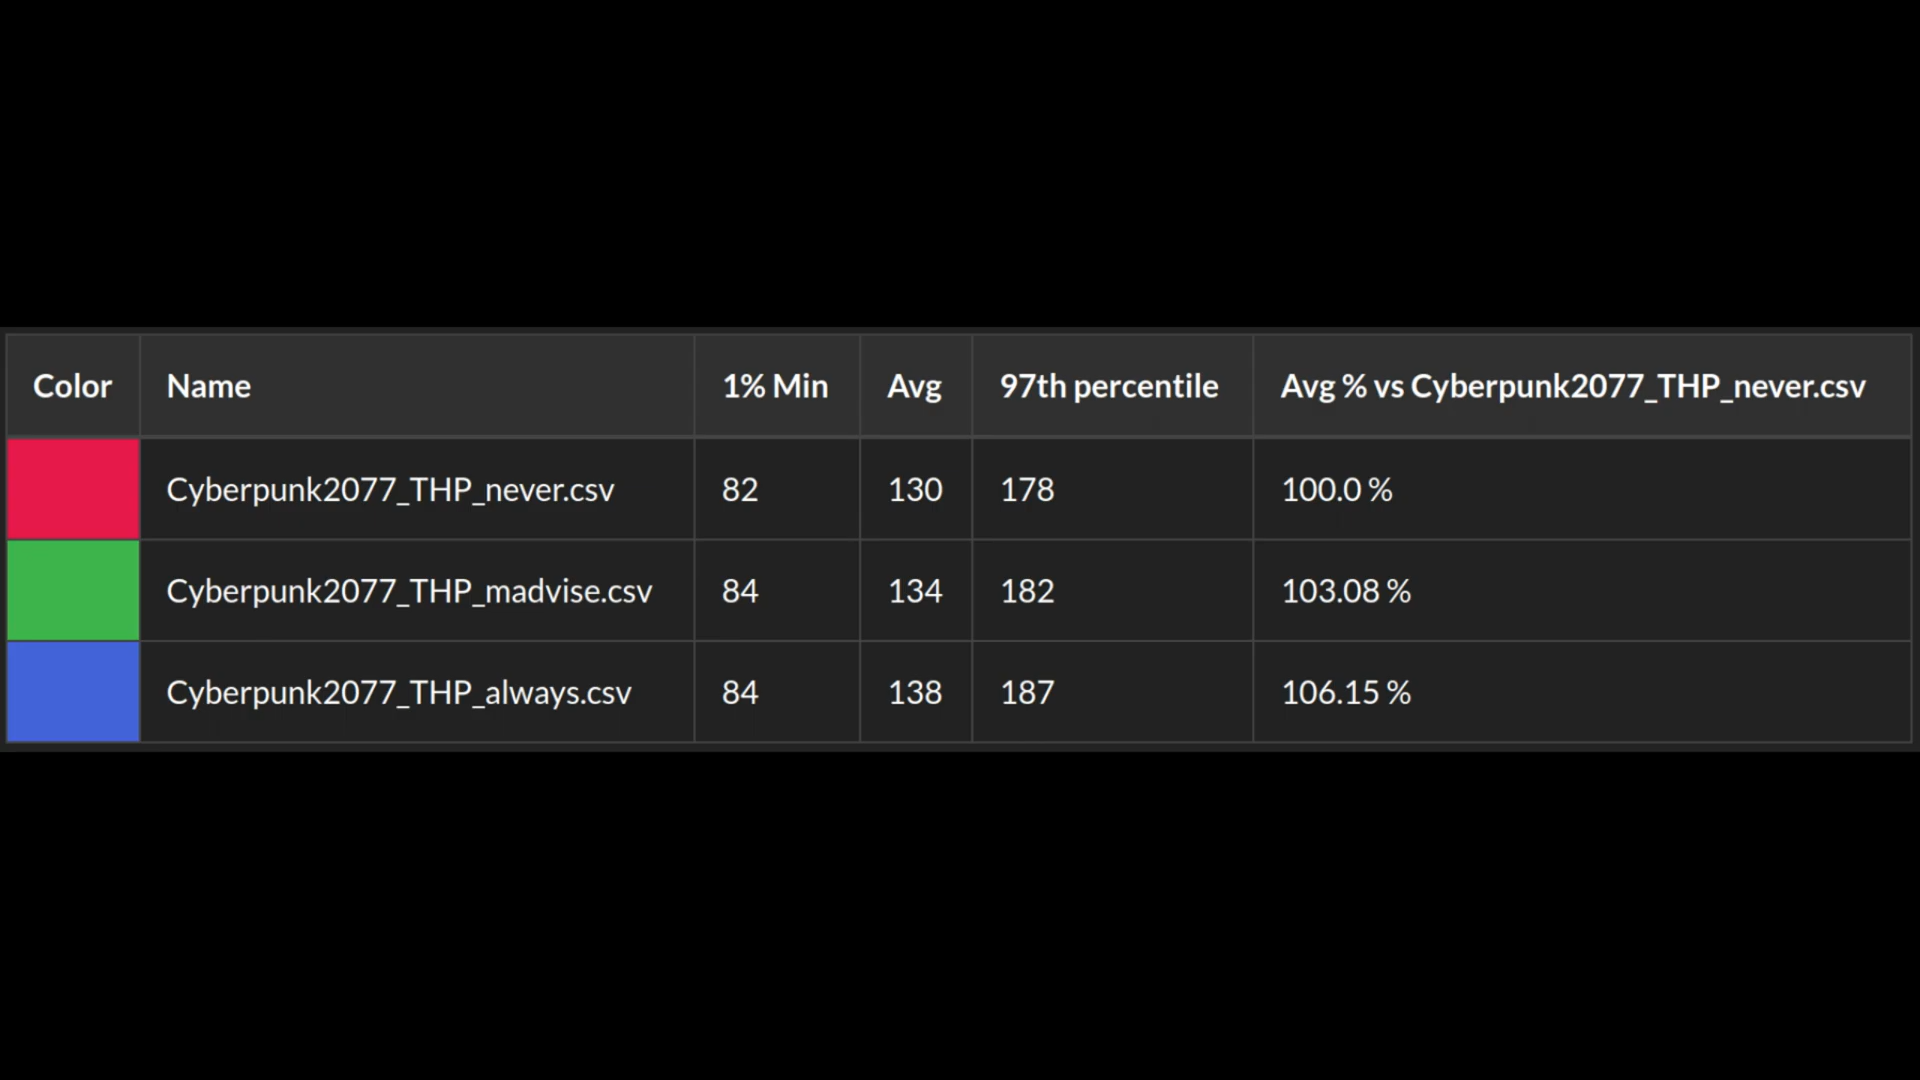 Color Name 1% Min Avg 97th percentile Avg % vs Cyberpunk2077_THP_never.csv
Cyberpunk2077_THP_never.csv 82 130 178 100.0 %
Cyberpunk2077_THP_madvise.csv 84 134 182 103.08 %
Cyberpunk2077_THP_always.csv 84 138 187 106.15 %